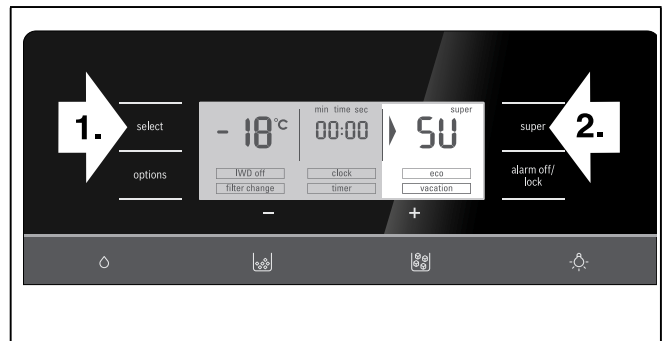 min time sec
super
1.
select
- 18°C
00:00
SU
super
2.
options
IWD off
clock
eco
alarm off/
lock
filter change
timer
vacation
-
+